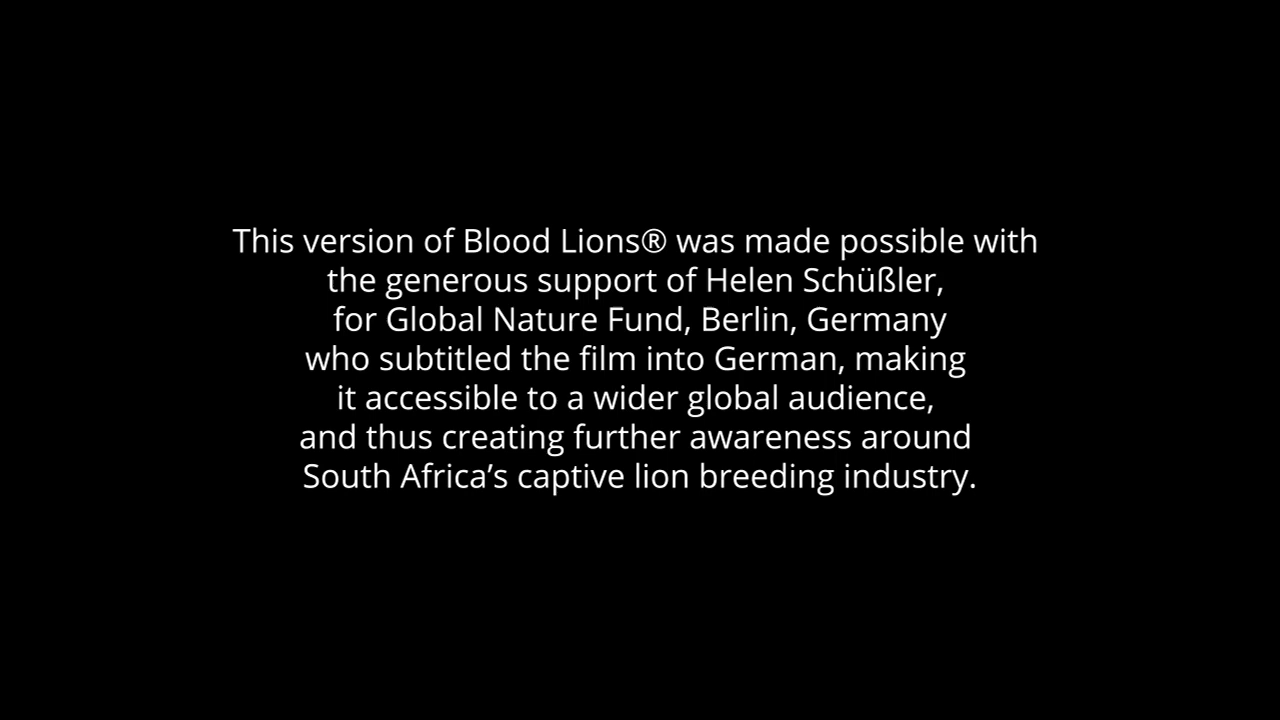 This version of Blood Lions® was made possible with
the generous support of Helen Schüßler,
for Global Nature Fund, Berlin, Germany
who subtitled the film into German, making
it accessible to a wider global audience,
and thus creating further awareness around
South Africa’s captive lion breeding industry.